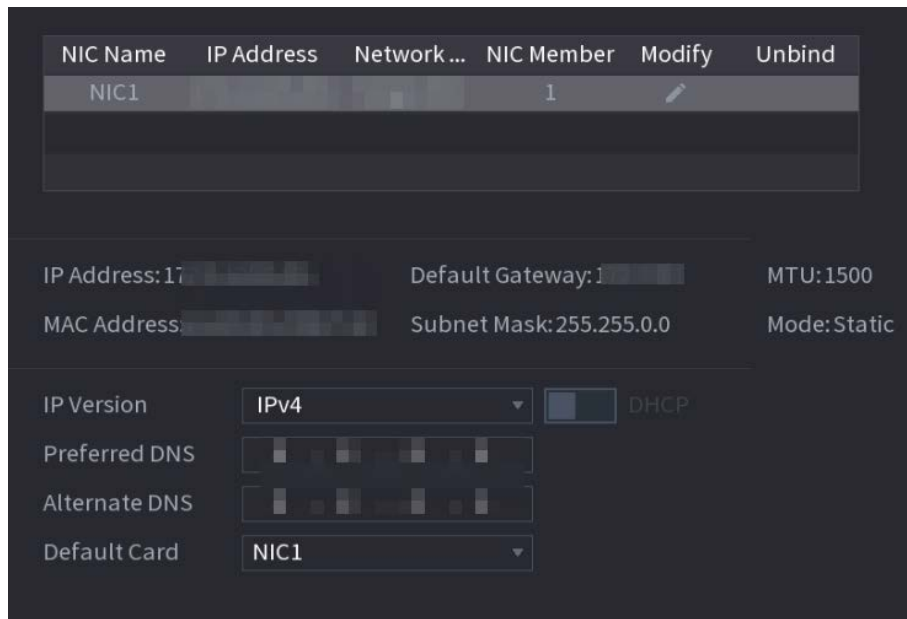 NIC Name IP Address Network ... NIC Member Modify Unbind
NIC1 1
IP Address:17 Default Gateway:1 MTU:1500
MAC Address: Subnet Mask:255.255.0.0 Mode:Static
IP Version IPv4 DHCP
Preferred DNS
Alternate DNS
Default Card NIC1